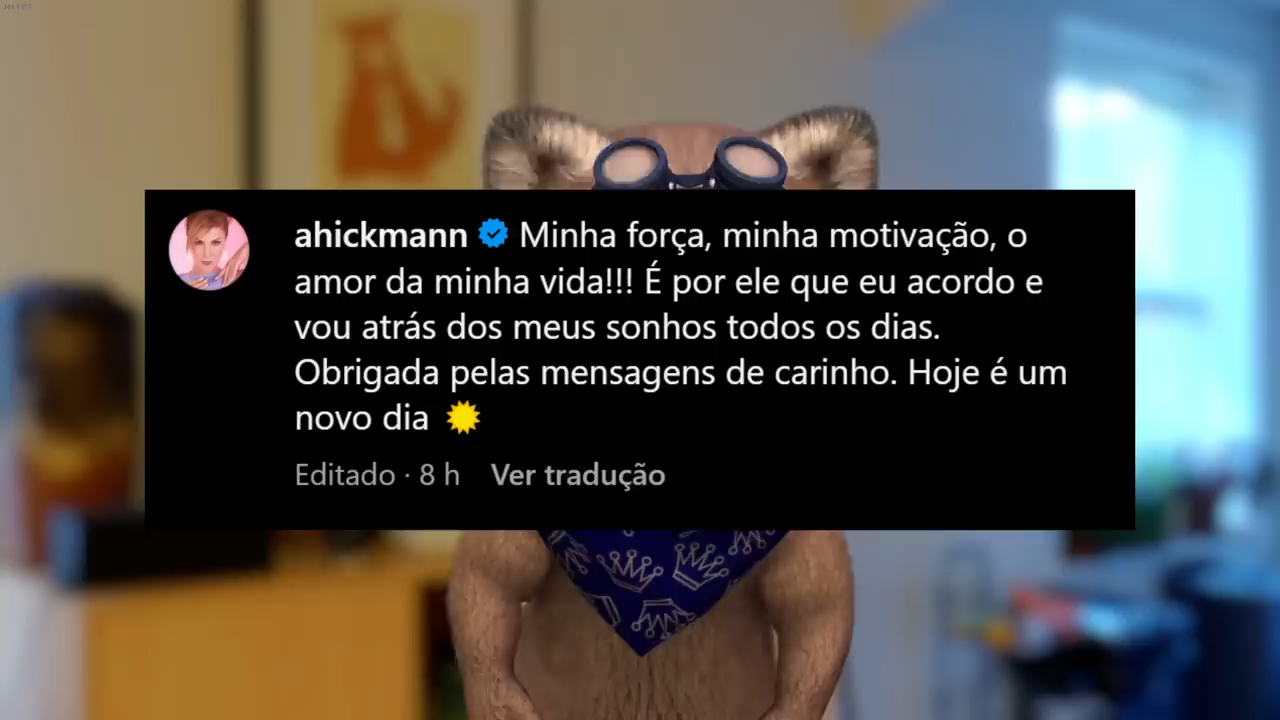 ahickmann Minha força, minha motivação, o
amor da minha vida!!! É por ele que eu acordo e
vou atrás dos meus sonhos todos os dias.
Obrigada pelas mensagens de carinho. Hoje é um
novo dia
Editado · 8 h Ver tradução